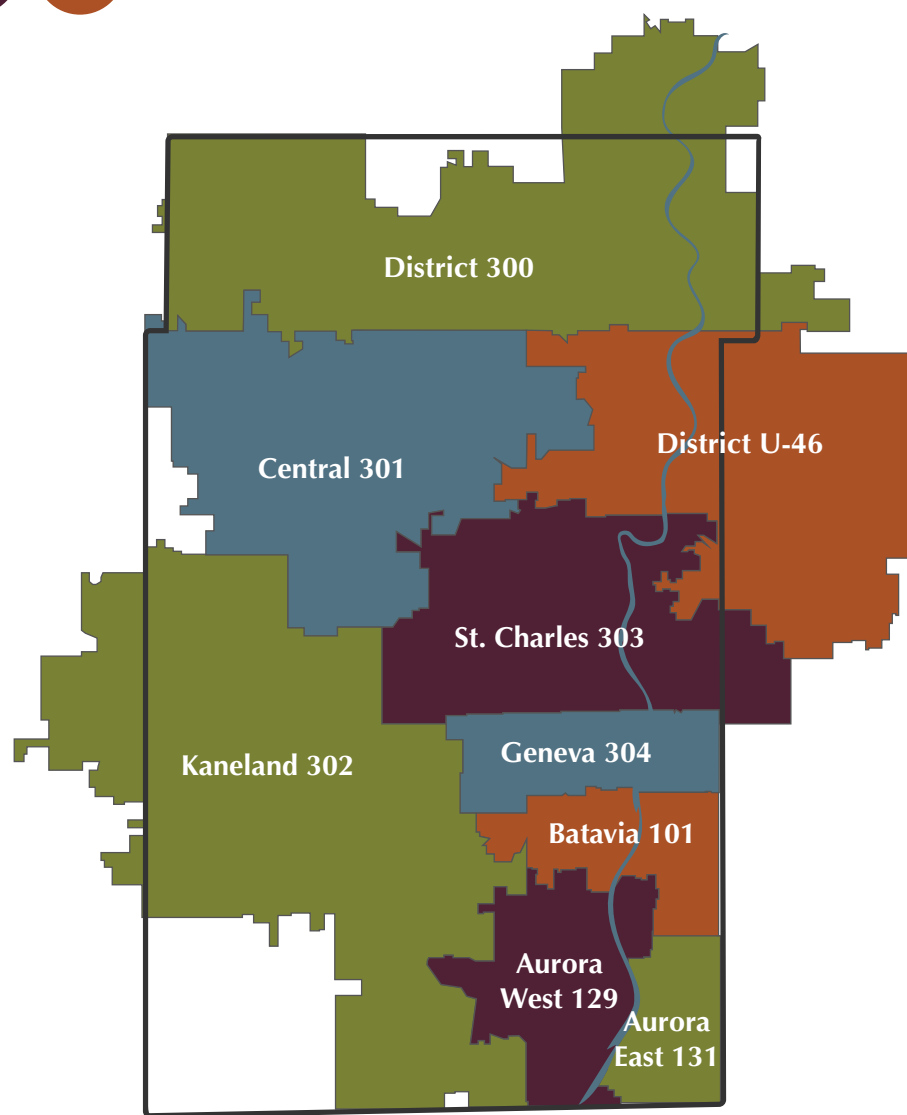 District 300
District U-46
Central 301
St. Charles 303
Geneva 304
Kaneland 302
Batavia 101
Aurora
West 129
Aurora
East 131